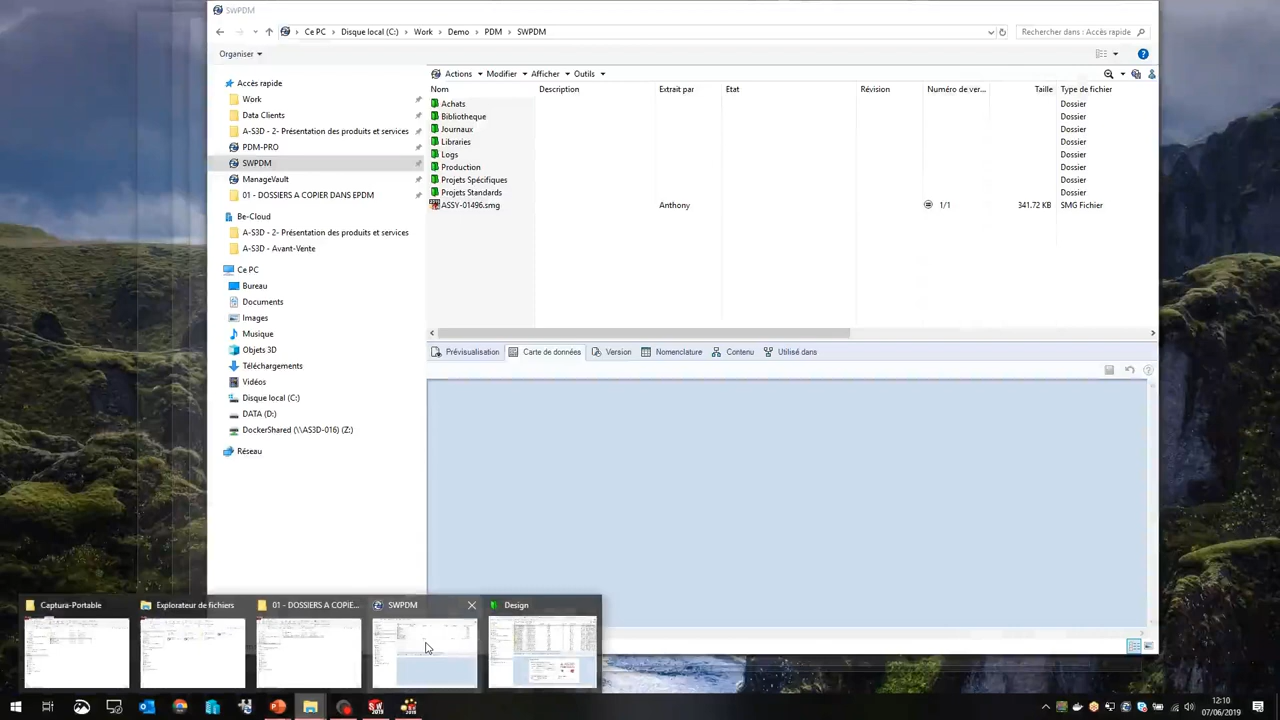 SWPDM
Ce PC > Disque local (C:) > Work > Demo > PDM > SWPDM
Rechercher dans : Accès rapide
Organiser
Actions Modifier Afficher Outils
Nom Description Extrait par Etat Révision Numéro de ver... Taille Type de fichier
Achats Dossier
Bibliotheque Dossier
Journaux Dossier
Libraries Dossier
Logs Dossier
Production Dossier
Projets Spécifiques Dossier
Projets Standards Dossier
ASSY-01496.smg Anthony 1/1 341.72 KB SMG Fichier
Accès rapide
Work
Data Clients
A-S3D - 2- Présentation des produits et services
PDM-PRO
SWPDM
ManageVault
01 - DOSSIERS A COPIER DANS EPDM
Be-Cloud
A-S3D - 2- Présentation des produits et services
A-S3D - Avant-Vente
Ce PC
Bureau
Documents
Images
Musique
Objets 3D
Téléchargements
Vidéos
Disque local (C:)
DATA (D:)
DockerShared (\\AS3D-016) (Z:)
Réseau
Prévisualisation Carte de données Version Nomenclature Contenu Utilisé dans
Captura-Portable Explorateur de fichiers 01 - DOSSIERS A COPIE... SWPDM Design
12:10
07/06/2019